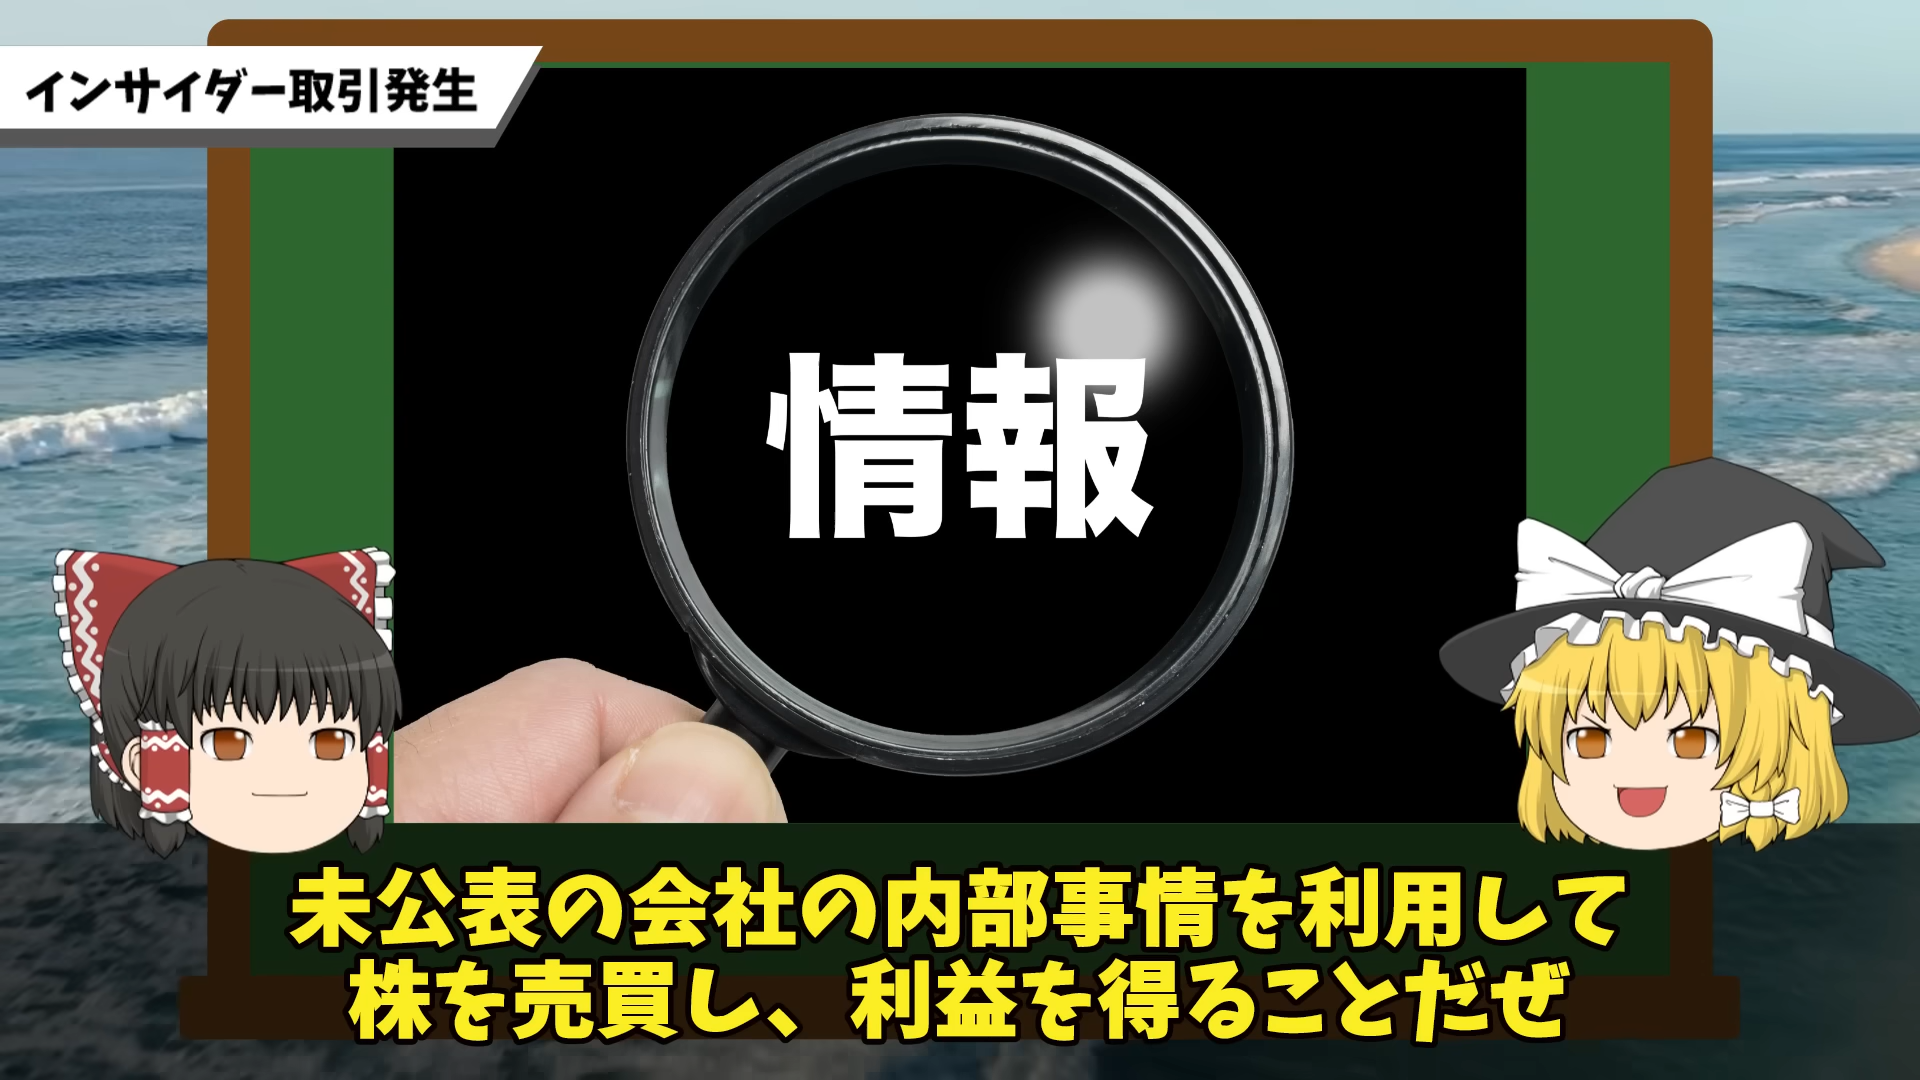 インサイダー取引発生
情報
未公表の会社の内部事情を利用して
株を売買し、利益を得ることだぜ